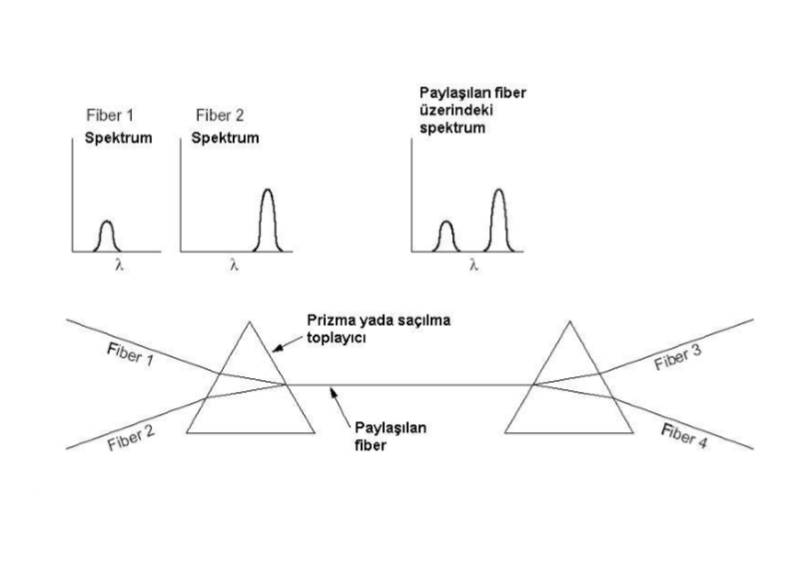 Fiber 1
Spektrum
Fiber 2
Spektrum
Paylaşılan fiber
üzerindeki
spektrum
λ
λ
λ
Prizma yada saçılma
toplayıcı
Fiber 1
Fiber 2
Paylaşılan
fiber
Fiber 3
Fiber 4